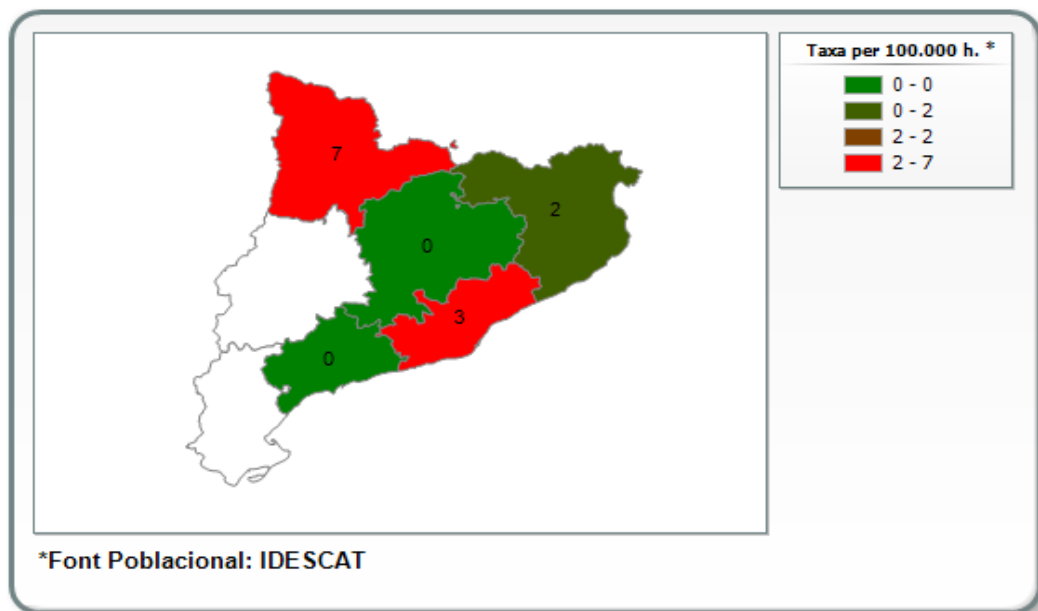 Taxa per 100.000 h. *
0 - 0
0 - 2
2 - 2
2 - 7
7
2
0
3
0
*Font Poblacional: IDESCAT